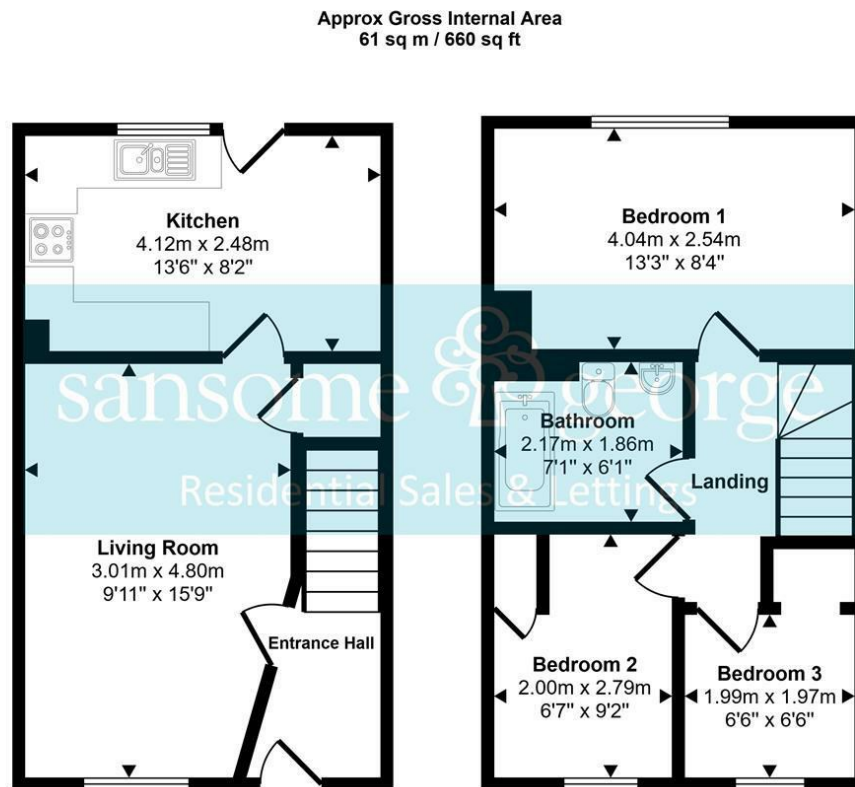 Approx Gross Internal Area
61 sq m / 660 sq ft
Kitchen
4.12m x 2.48m
13'6" x 8'2"
Living Room
3.01m x 4.80m
9'11" x 15'9"
Entrance Hall
Bedroom 1
4.04m x 2.54m
13'3" x 8'4"
Bathroom
2.17m x 1.86m
7'1" x 6'1"
Landing
Bedroom 2
2.00m x 2.79m
6'7" x 9'2"
Bedroom 3
1.99m x 1.97m
6'6" x 6'6"
sansome george
Residential Sales & Lettings